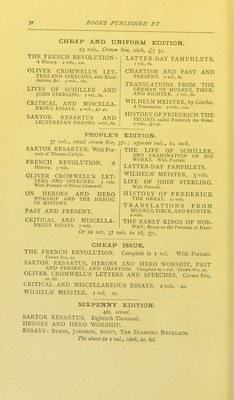 30 BOOKS PUBLISHED BY
CHEAP AND UNIFORM EDITION.
23 vols., Crown 8vo, cloth, £7 5s.
THE FRENCH REVOLUTION:
A History. 2 vols., 12s.
OLIVER CROMWELL'S LET-
TERS AND SPEECHES, with Eluci-
dations, &c. 3 vols., 18s.
LIVES OF SCHILLER AND
JOHN STERLING. 1 vol., 6s.
CRITICAL AND MISCELLA-
NEOUS ESSAYS. 4 vols., £1 4s.
SARTOR RESARTUS AND
LECTURES ON HEROES. 1 vol., 6s.
LATTER-DAY PAMPHLETS.
1 vol., 6s.
CHARTISM AND PAST AND
PRESENT. 1 vol., 6s.
TRANSLATIONS FROM THE
GERMAN OF MUSÆUS, TIECK,
AND RICHTER. 1 vol., 6s.
WILHELM MEISTER, by Göethe.
A Translation. 2 vols., 12s.
HISTORY OF FRIEDRICH THE
SECOND, called Frederick the Great.
7 vols., £2 9s.
PEOPLE'S EDITION.
37 vols., small crown 8vo, 37s.; separate vols., 1s. each.
SARTOR RESARTUS. With Por-
trait of Thomas Carlyle.
FRENCH REVOLUTION. A
History. 3 vols.
OLIVER CROMWELL'S LET-
TERS AND SPEECHES. 5 vols.
With Portrait of Oliver Cromwell.
ON HEROES AND HERO
WORSHIP AND THE HEROIC
IN HISTORY.
PAST AND PRESENT.
CRITICAL AND MISCELLA-
NEOUS ESSAYS. 7 vols.
THE LIFE OF SCHILLER,
AND EXAMINATION OF HIS
WORKS. With Portrait.
LATTER-DAY PAMPHLETS.
WILHELM MEISTER. 3 vols.
LIFE OF JOHN STERLING.
With Portrait.
HISTORY OF FREDERICK
THE GREAT. 10 vols.
TRANSLATIONS FROM
MUSÆUS, TIECK, AND RICHTER.
2 vols.
THE EARLY KINGS OF NOR-
WAY: Essay on the Portraits of Knox.
Or in sets, 37 vols. in 18, 37s.
CHEAP ISSUE.
THE FRENCH REVOLUTION. Complete in 1 vol. With Portrait.
Crown 8vo, 2s.
SARTOR RESARTUS, HEROES AND HERO WORSHIP, PAST
AND PRESENT, AND CHARTISM. Complete in 1 vol. Crown 8vo, 2s.
OLIVER CROMWELL'S LETTERS AND SPEECHES. Crown 8vo,
2s. 6d.
CRITICAL AND MISCELLANEOUS ESSAYS. 2 vols. 4s.
WILHELM MEISTER. 1 vol. 2s.
SIXPENNY EDITION.
4to, sewed.
SARTOR RESARTUS. Eightieth Thousand.
HEROES AND HERO WORSHIP.
ESSAYS: BURNS, JOHNSON, SCOTT, THE DIAMOND NECKLACE.
The above in 1 vol., cloth, 2s. 6d.